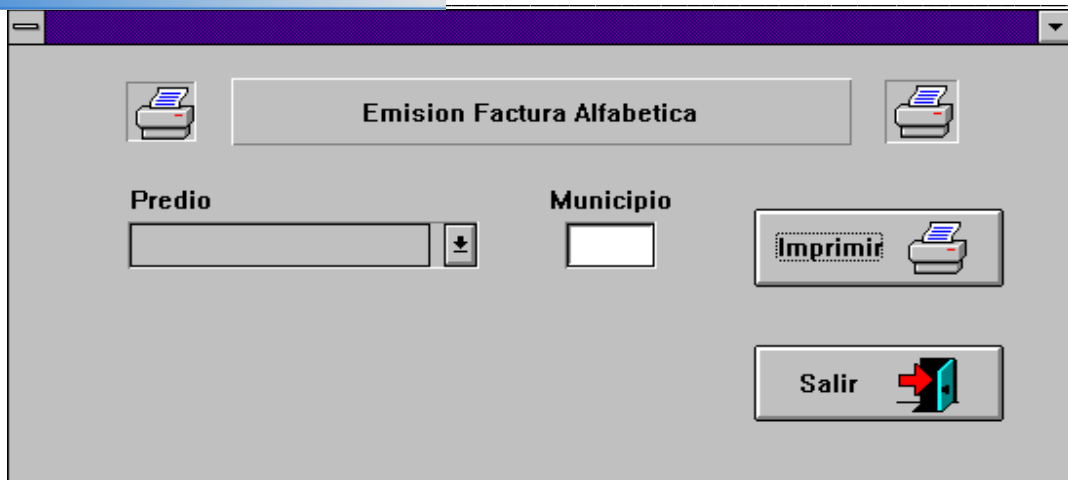 Emision Factura Alfabetica
Predio
Municipio
Imprimir
Salir